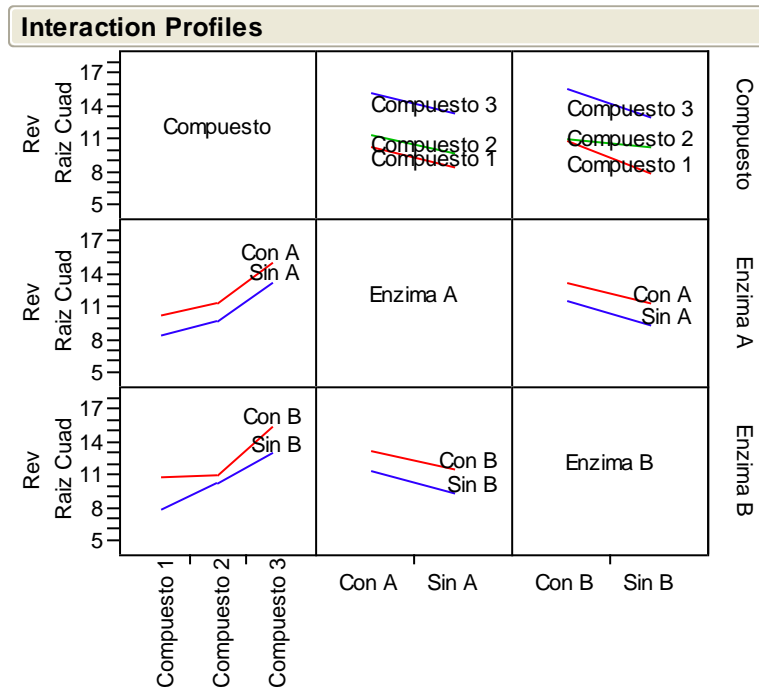 Interaction Profiles
Rev
Raiz Cuad
17
14
11
8
5
Compuesto
Compuesto 3
Compuesto 2
Compuesto 1
Compuesto 3
Compuesto 2
Compuesto 1
Compuesto
Rev
Raiz Cuad
17
14
11
8
5
Con A
Sin A
Enzima A
Con A
Sin A
Enzima A
Rev
Raiz Cuad
17
14
11
8
5
Con B
Sin B
Con B
Sin B
Enzima B
Enzima B
Compuesto 1
Compuesto 2
Compuesto 3
Con A
Sin A
Con B
Sin B